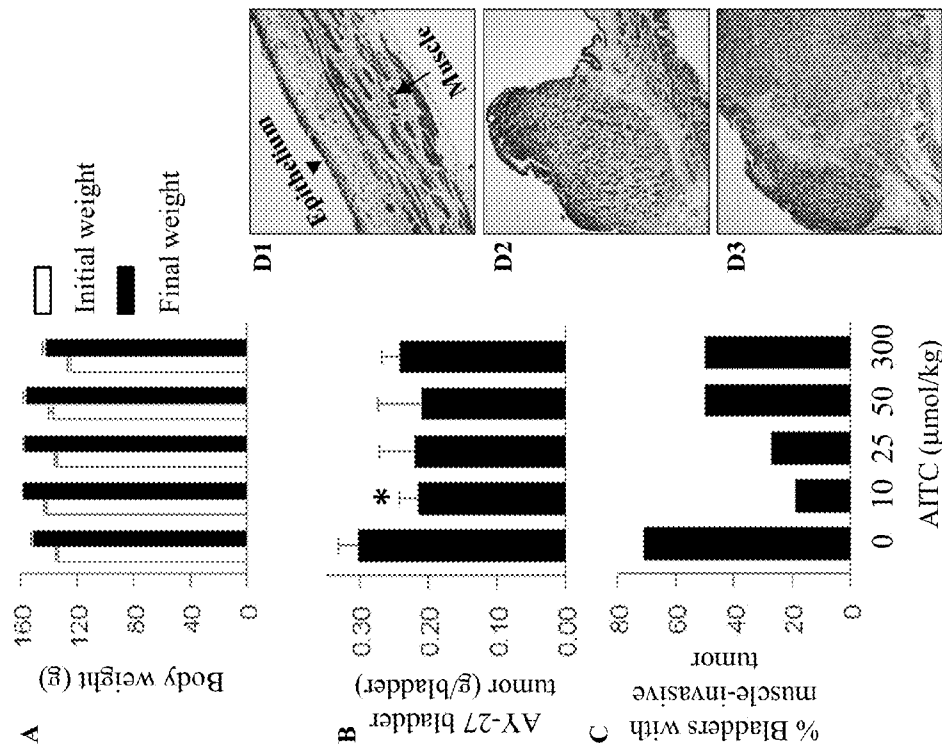 A
Body weight (g)
160
120
80
40
0
Initial weight
Final weight
B
AY-27 bladder
tumor (g/bladder)
0.30
0.20
0.10
0.00
*
C
% Bladders with
muscle-invasive
tumor
80
60
40
20
0
0 10 25 50 300
AITC (μmol/kg)
D1
Epithelium
Muscle
D2
D3